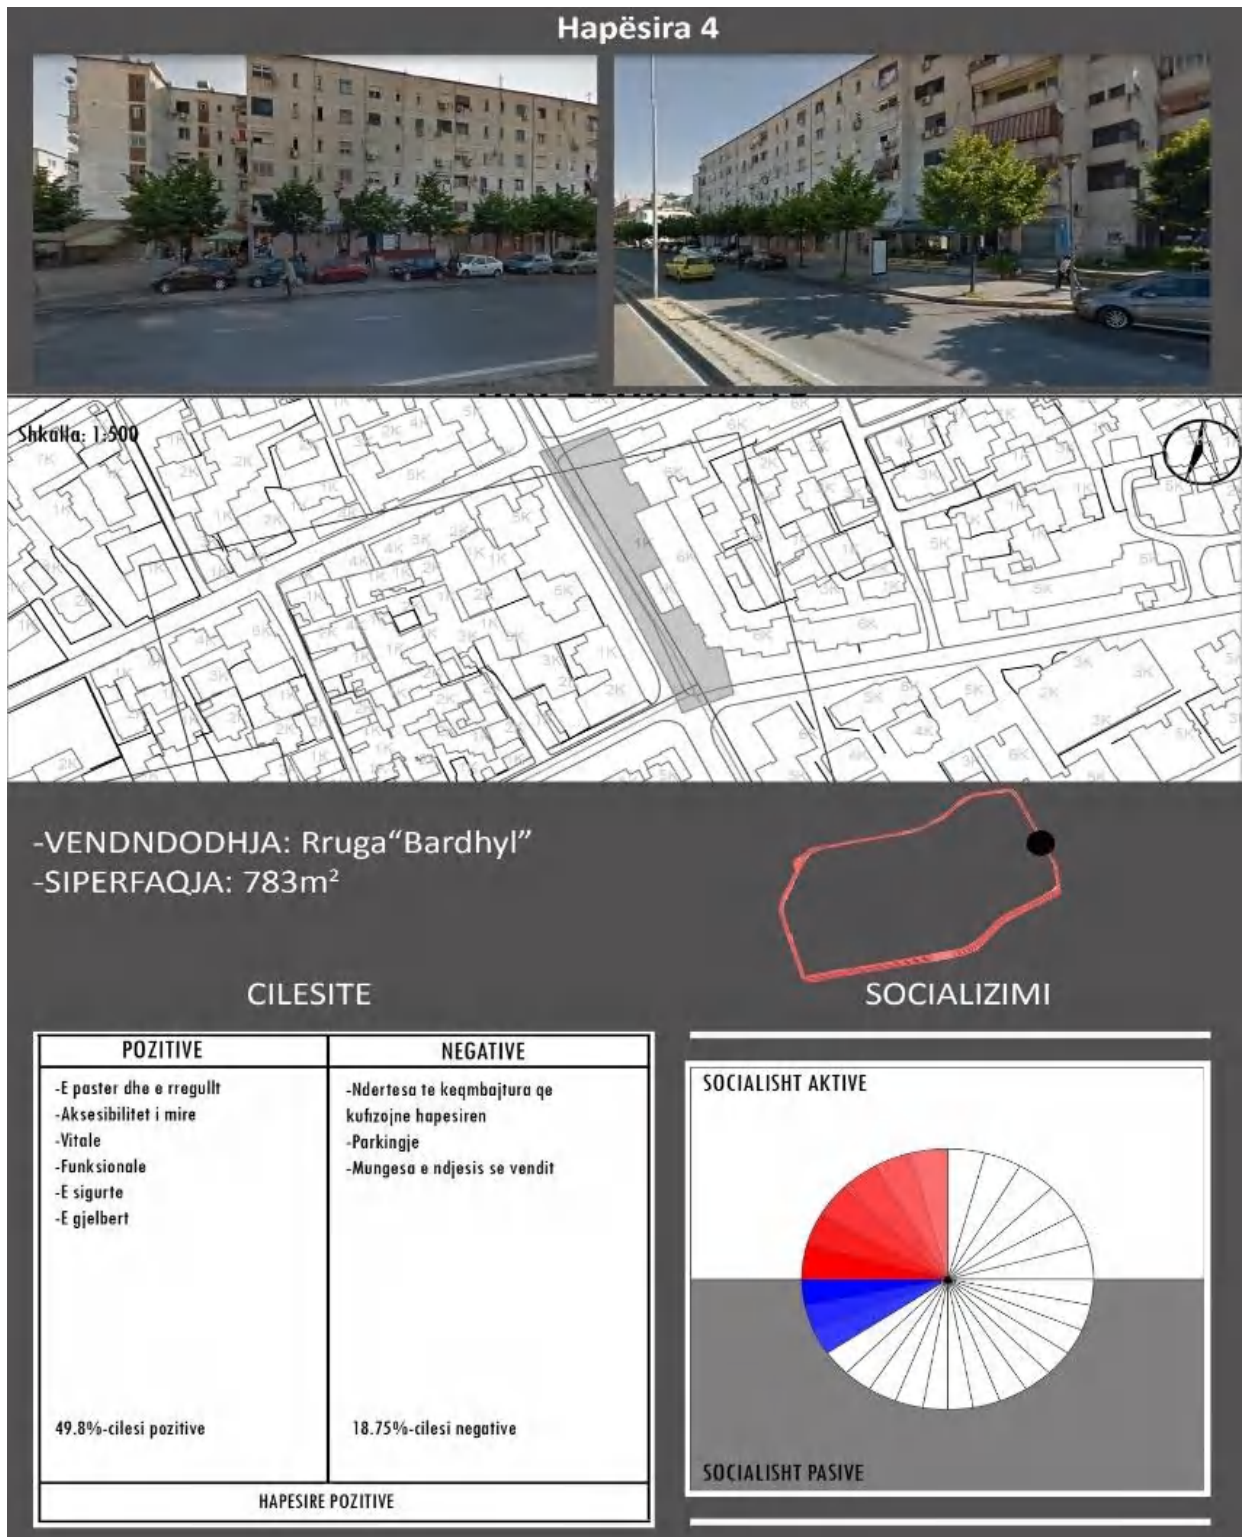 Hapësira 4
Shkalla: 1:500
-VENDNDODHJA: Rruga“Bardhyl”
-SIPERFAQJA: 783m²
CILESITE
SOCIALIZIMI
POZITIVE
NEGATIVE
-E paster dhe e rregullt
-Aksesibilitet i mire
-Vitale
-Funksionale
-E sigurte
-E gjelbert
-Ndertesa te keqmbajtura qe
kufizojne hapesiren
-Parkingje
-Mungesa e ndjesis se vendit
49.8%-cilesi pozitive
18.75%-cilesi negative
HAPESIRE POZITIVE
SOCIALISHT AKTIVE
SOCIALISHT PASIVE